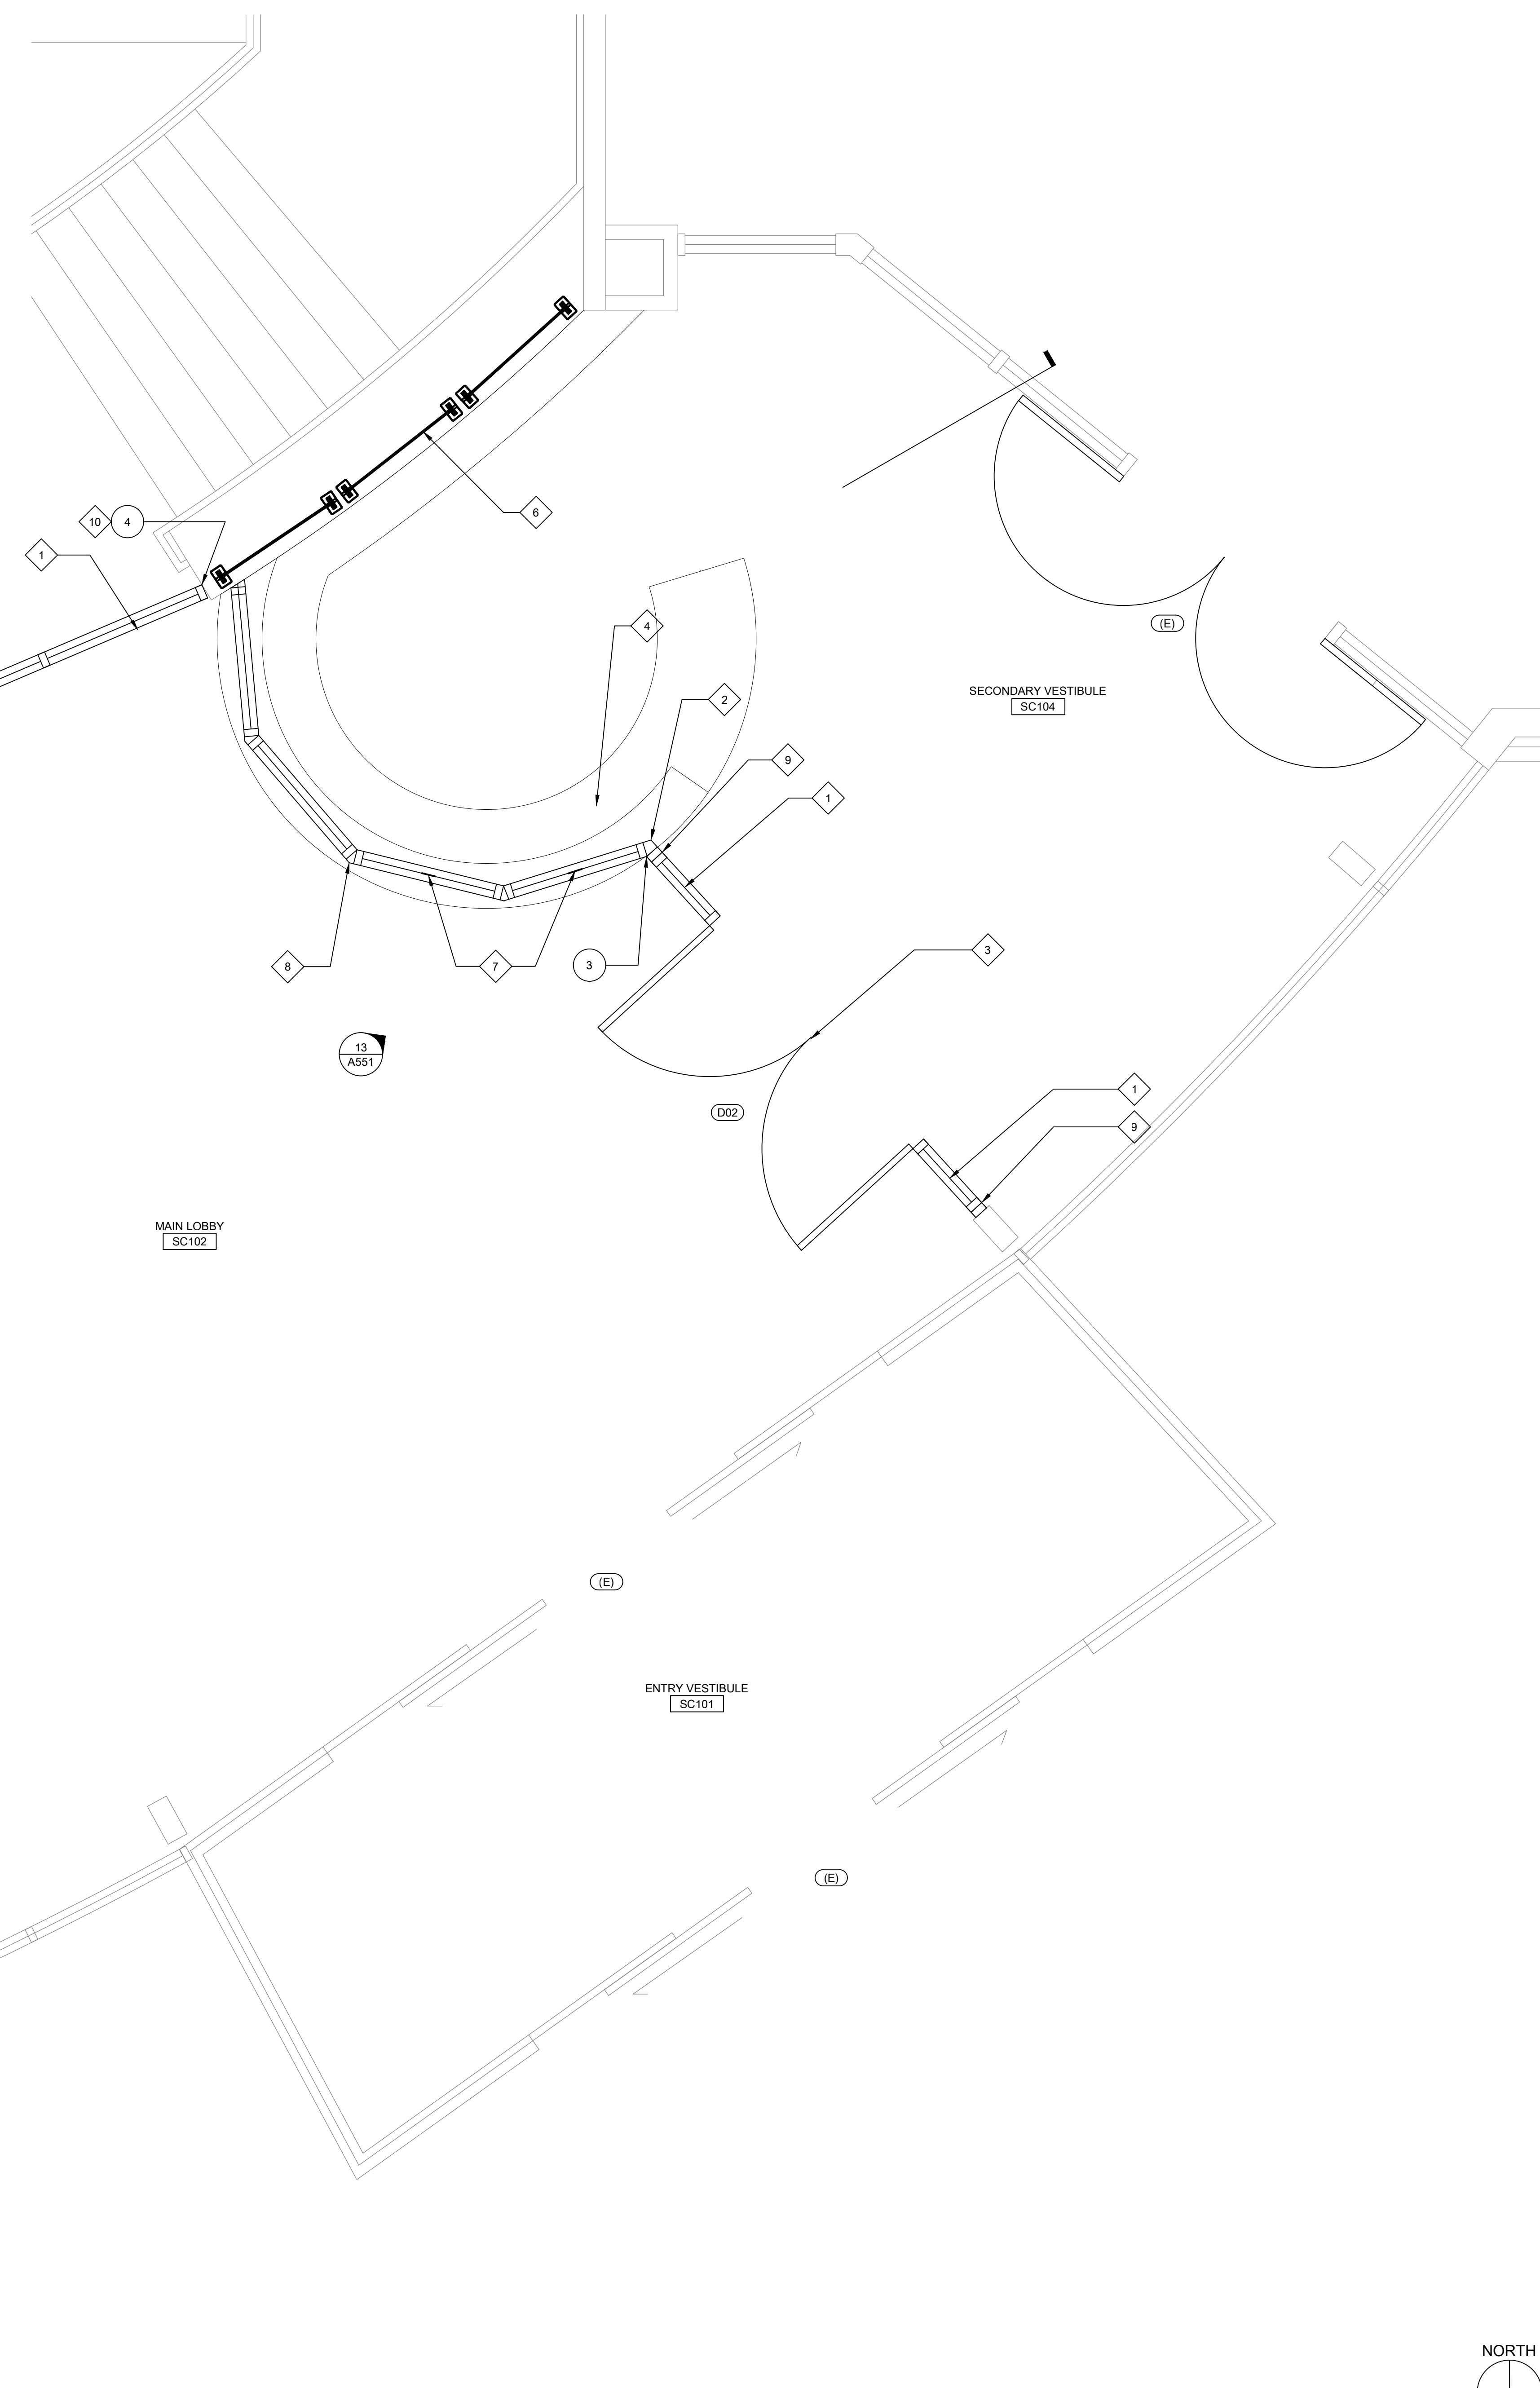 6
10 4
1
(E)
4
SECONDARY VESTIBULE
SC104
2
9
1
3
8
7
3
13
A551
1
D02
9
MAIN LOBBY
SC102
(E)
ENTRY VESTIBULE
SC101
(E)
NORTH